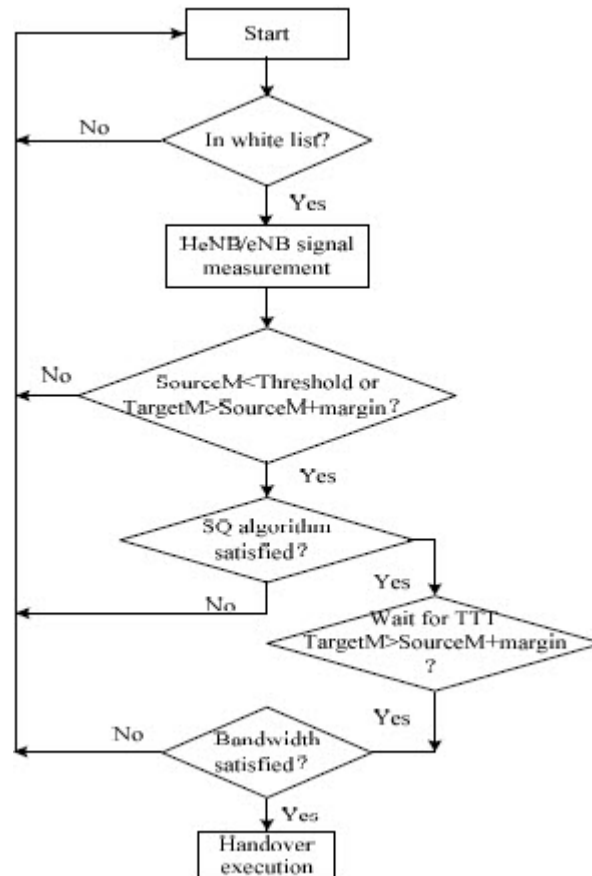 Start
No
In white list?
Yes
HeNB/eNB signal
measurement
No
SourceM<Threshold or
TargetM>SourceM+margin?
Yes
SQ algorithm
satisfied?
Yes
No
Wait for TTT
TargetM>SourceM+margin
?
Yes
No
Bandwidth
satisfied?
Yes
Handover
execution